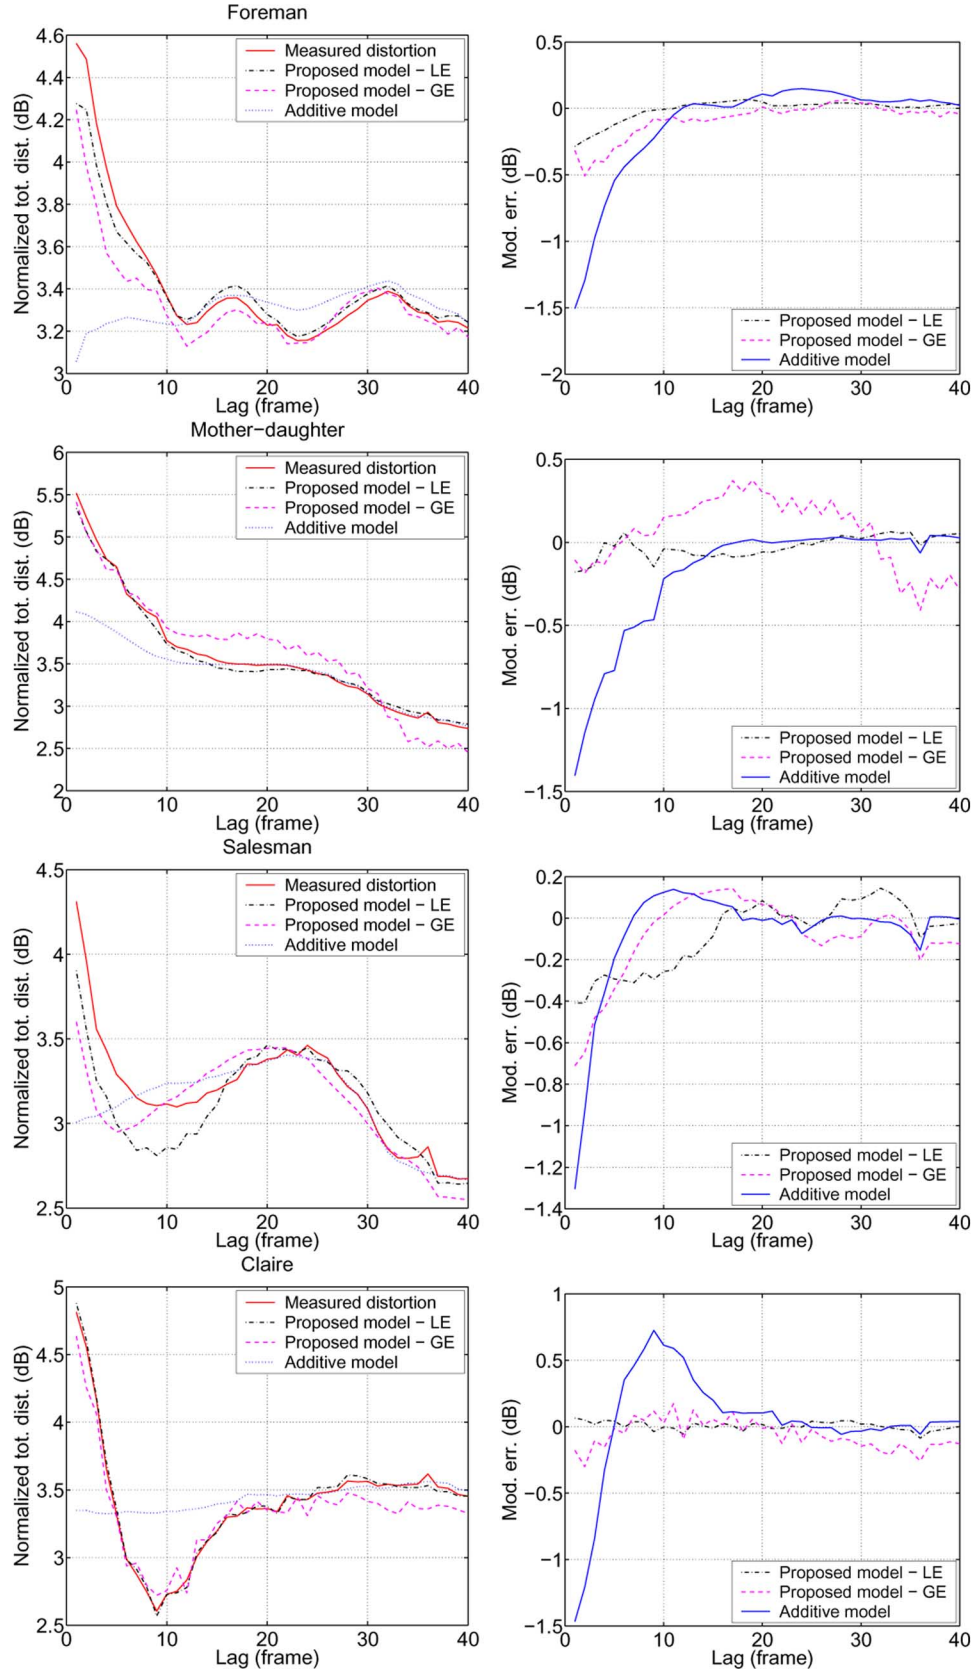 Foreman
4.6
4.4
4.2
4
3.8
3.6
3.4
3.2
3
Normalized tot. dist. (dB)
Measured distortion
Proposed model − LE
Proposed model − GE
Additive model
0 10 20 30 40
Lag (frame)
0.5
0
−0.5
−1
−1.5
−2
Mod. err. (dB)
Proposed model − LE
Proposed model − GE
Additive model
0 10 20 30 40
Lag (frame)
Mother−daughter
6
5.5
5
4.5
4
3.5
3
2.5
2
Normalized tot. dist. (dB)
Measured distortion
Proposed model − LE
Proposed model − GE
Additive model
0 10 20 30 40
Lag (frame)
0.5
0
−0.5
−1
−1.5
Mod. err. (dB)
Proposed model − LE
Proposed model − GE
Additive model
0 10 20 30 40
Lag (frame)
Salesman
4.5
4
3.5
3
2.5
Normalized tot. dist. (dB)
Measured distortion
Proposed model − LE
Proposed model − GE
Additive model
0 10 20 30 40
Lag (frame)
0.2
0
−0.2
−0.4
−0.6
−0.8
−1
−1.2
−1.4
Mod. err. (dB)
Proposed model − LE
Proposed model − GE
Additive model
0 10 20 30 40
Lag (frame)
Claire
5
4.5
4
3.5
3
2.5
Normalized tot. dist. (dB)
Measured distortion
Proposed model − LE
Proposed model − GE
Additive model
0 10 20 30 40
Lag (frame)
1
0.5
0
−0.5
−1
−1.5
Mod. err. (dB)
Proposed model − LE
Proposed model − GE
Additive model
0 10 20 30 40
Lag (frame)